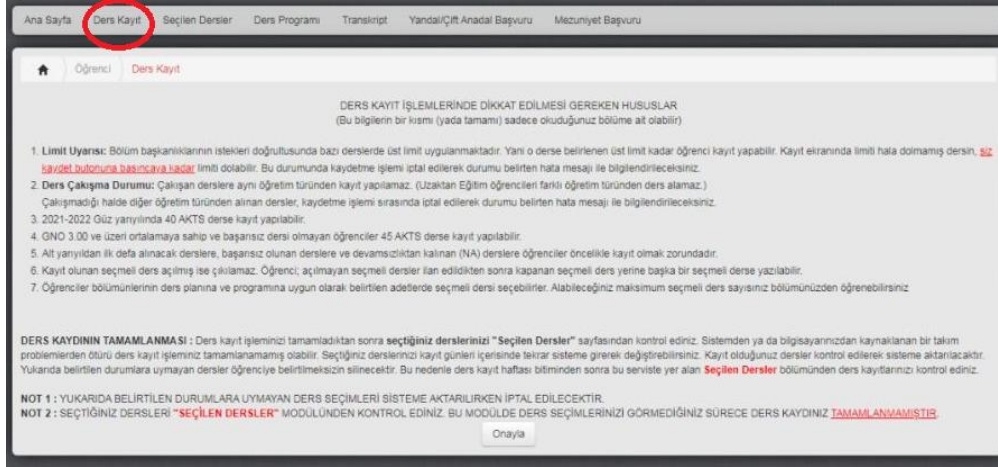 Ana Sayfa Ders Kayıt Seçilen Dersler Ders Programı Transkript Yandal/Çift Anadal Başvuru Mezuniyet Başvuru
Öğrenci Ders Kayıt
DERS KAYIT İŞLEMLERİNDE DİKKAT EDİLMESİ GEREKEN HUSUSLAR
(Bu bilgilerin bir kısmı (yada tamamı) sadece okuduğunuz bölüme ait olabilir)
1. Limit Uyarısı: Bölüm başkanlıklarının istekleri doğrultusunda bazı derslerde üst limit uygulanmaktadır. Yani o derse belirlenen üst limit kadar öğrenci kayıt yapabilir. Kayıt ekranında limiti hala dolmamış dersin, siz
kaydet butonuna basıncaya kadar limiti dolabilir. Bu durumunda kaydetme işlemi iptal edilerek durumu belirten hata mesajı ile bilgilendirileceksiniz.
2. Ders Çakışma Durumu: Çakışan derslere aynı öğretim türünden kayıt yapılamaz. (Uzaktan Eğitim öğrencileri farklı öğretim türünden ders alamaz.)
Çakışmadığı halde diğer öğretim türünden alınan dersler, kaydetme işlemi sırasında iptal edilerek durumu belirten hata mesajı ile bilgilendirileceksiniz.
3. 2021-2022 Güz yarıyılında 40 AKTS derse kayıt yapılabilir.
4. GNO 3.00 ve üzeri ortalamaya sahip ve başarısız dersi olmayan öğrenciler 45 AKTS derse kayıt yapılabilir.
5. Alt yarıyıldan ilk defa alınacak derslere, başarısız olunan derslere ve devamsızlıktan kalınan (NA) derslere öğrenciler öncelikle kayıt olmak zorundadır.
6. Kayıt olunan seçmeli ders açılmış ise çıkılamaz. Öğrenci; açılmayan seçmeli dersler ilan edildikten sonra kapanan seçmeli ders yerine başka bir seçmeli derse yazılabilir.
7. Öğrenciler bölümünlerinin ders planına ve programına uygun olarak belirtilen adetlerde seçmeli dersi seçebilirler. Alabileceğiniz maksimum seçmeli ders sayısınız bölümünüzden öğrenebilirsiniz
DERS KAYDININ TAMAMLANMASI : Ders kayıt işleminizi tamamladıktan sonra seçtiğiniz derslerinizi "Seçilen Dersler" sayfasından kontrol ediniz. Sistemden ya da bilgisayarınızdan kaynaklanan bir takım
problemlerden ötürü ders kayıt işleminiz tamamlanamamış olabilir. Seçtiğiniz derslerinizi kayıt günleri içerisinde tekrar sisteme girerek değiştirebilirsiniz. Kayıt olduğunuz dersler kontrol edilerek sisteme aktarılacaktır.
Yukarıda belirtilen durumlara uymayan dersler öğrenciye belirtilmeksizin silinecektir. Bu nedenle ders kayıt haftası bitiminden sonra bu serviste yer alan Seçilen Dersler bölümünden ders kayıtlarınızı kontrol ediniz.
NOT 1 : YUKARIDA BELİRTİLEN DURUMLARA UYMAYAN DERS SEÇİMLERİ SİSTEME AKTARILIRKEN İPTAL EDİLECEKTİR.
NOT 2 : SEÇTİĞİNİZ DERSLERİ "SEÇİLEN DERSLER" MODÜLÜNDEN KONTROL EDİNİZ. BU MODÜLDE DERS SEÇİMLERİNİZİ GÖRMEDİĞİNİZ SÜRECE DERS KAYDINIZ TAMAMLANMAMIŞTIR.
Onayla